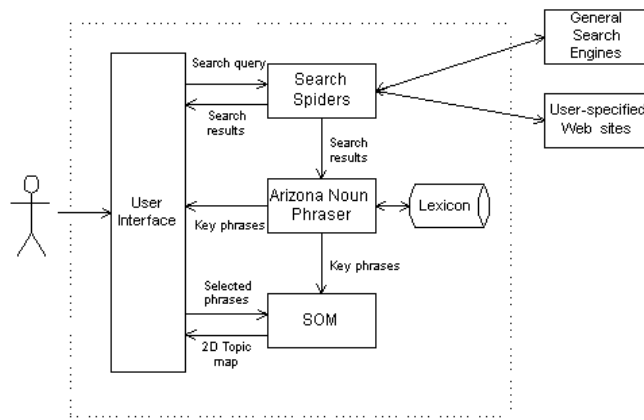 General
Search
Engines
Search query
Search
Spiders
Search
results
User-specified
Web sites
Search
results
User
Interface
Arizona Noun
Phraser
Lexicon
Key phrases
Key phrases
Selected
phrases
SOM
2D Topic
map